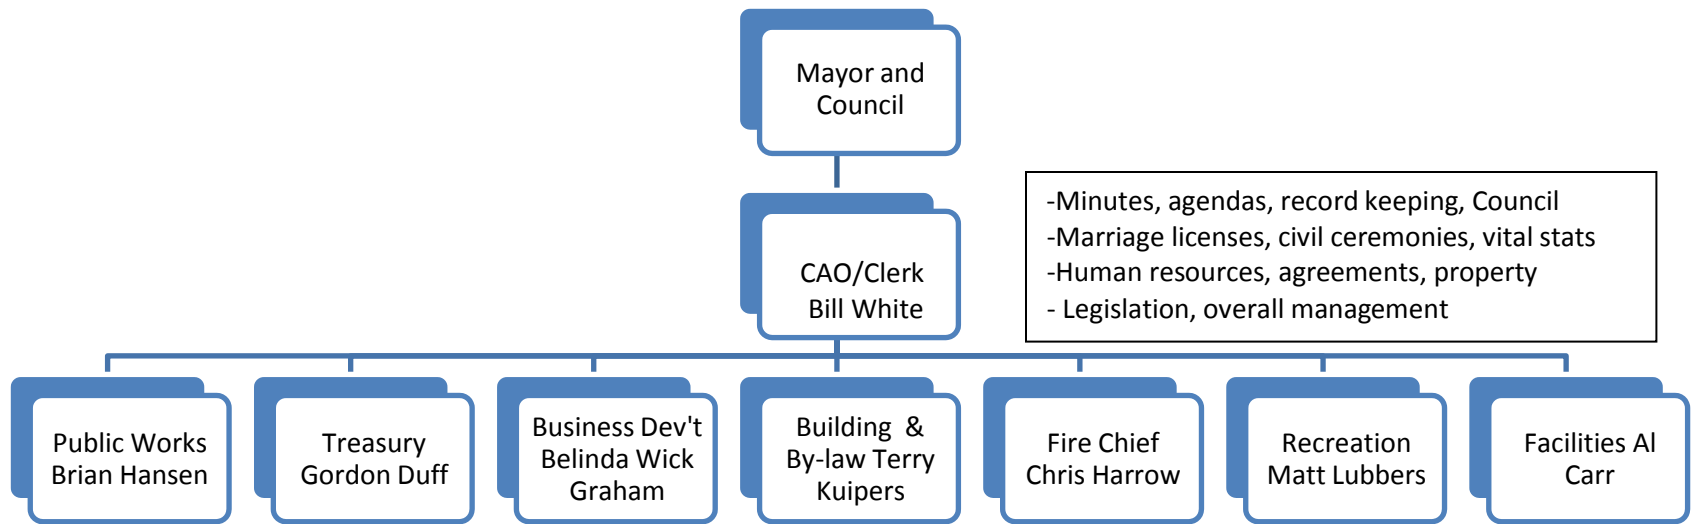 Mayor and
Council
CAO/Clerk
Bill White
-Minutes, agendas, record keeping, Council
-Marriage licenses, civil ceremonies, vital stats
-Human resources, agreements, property
- Legislation, overall management
Public Works
Brian Hansen
Treasury
Gordon Duff
Business Dev't
Belinda Wick
Graham
Building & 
By-law Terry
Kuipers
Fire Chief
Chris Harrow
Recreation
Matt Lubbers
Facilities Al
Carr